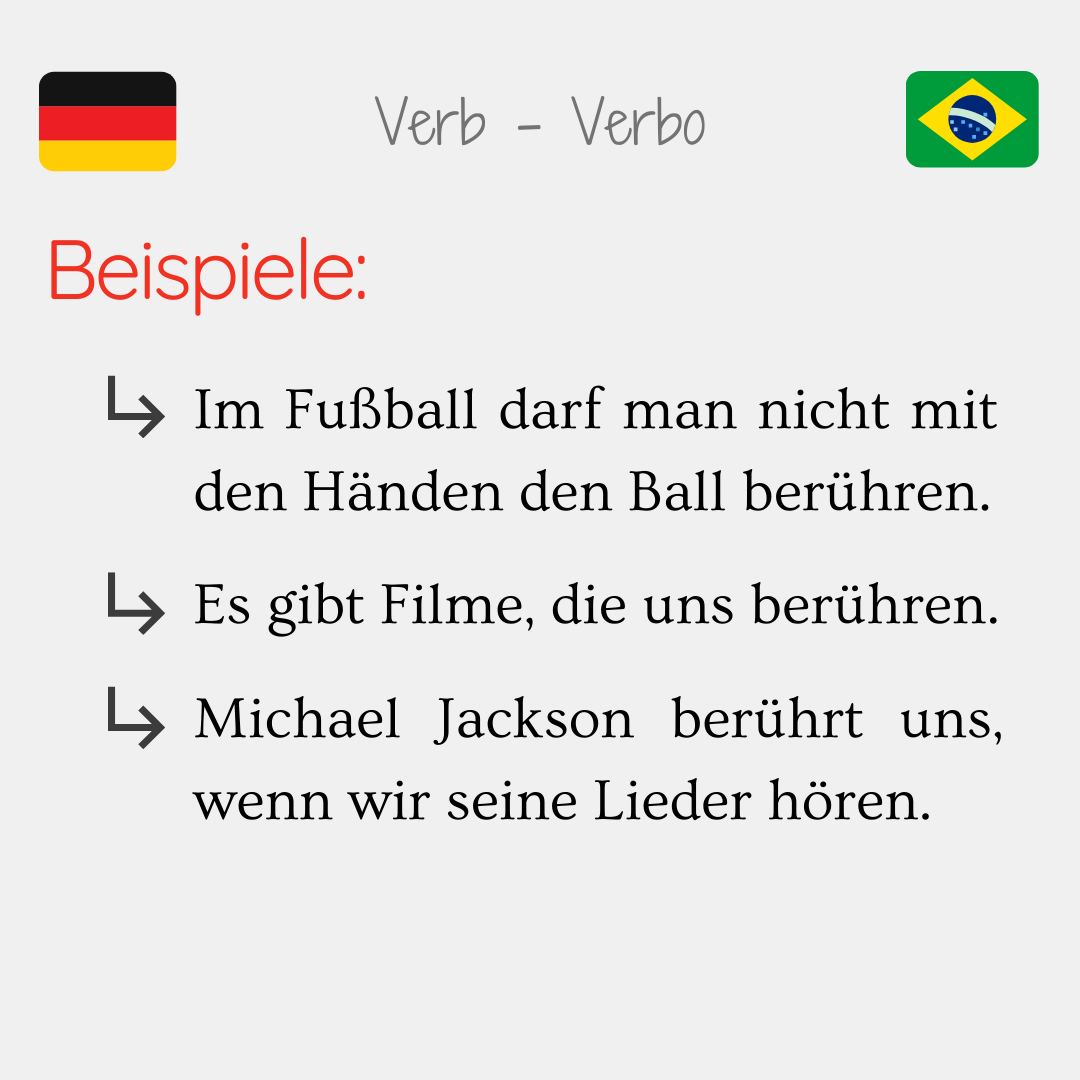 Verb - Verbo
Beispiele:
Im Fußball darf man nicht mit
den Händen den Ball berühren.
Es gibt Filme, die uns berühren.
Michael Jackson berührt uns,
wenn wir seine Lieder hören.